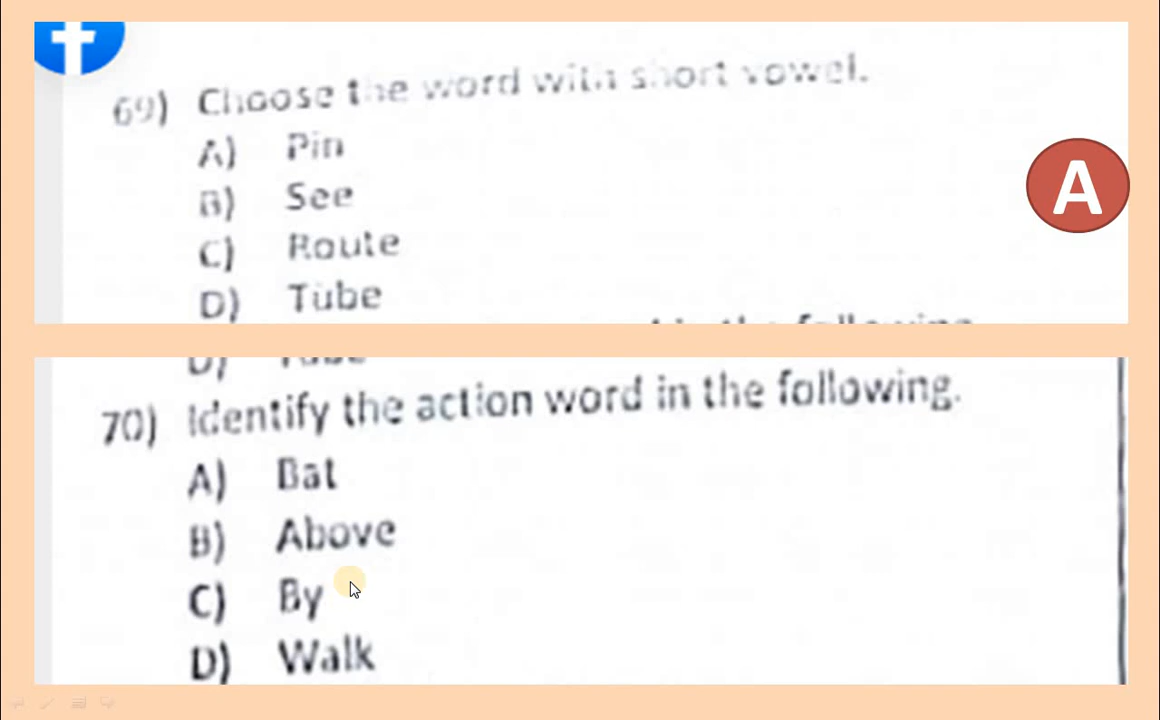 69) Choose the word with short vowel.
A) Pin
B) See
C) Route
D) Tube
A
70) Identify the action word in the following.
A) Bat
B) Above
C) By
D) Walk